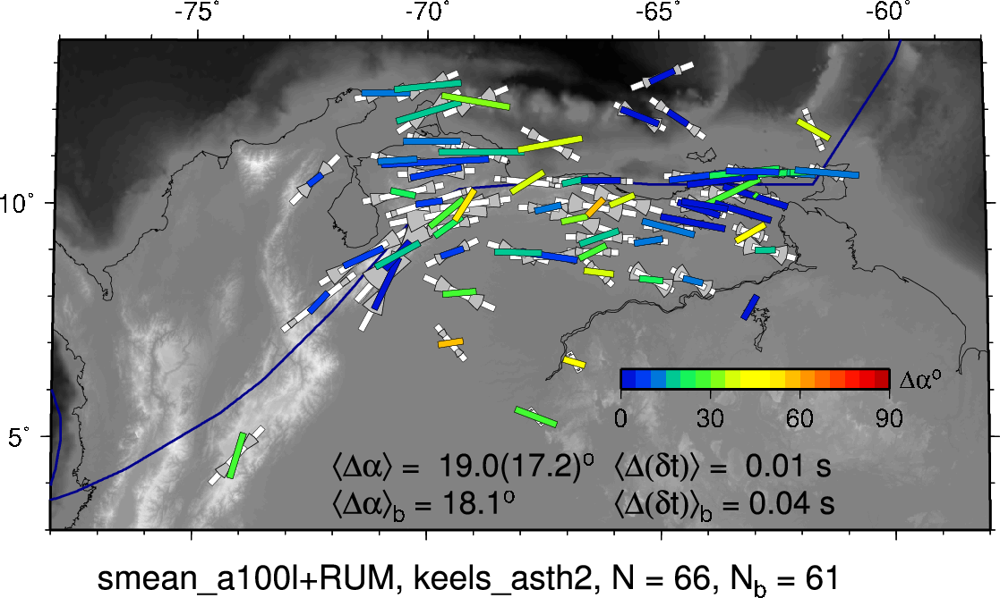 -75° -70° -65° -60°
10°
Δα°
0 30 60 90
5°
⟨Δα⟩ = 19.0(17.2)° ⟨Δ(δt)⟩ = 0.01 s
⟨Δα⟩b = 18.1° ⟨Δ(δt)⟩b = 0.04 s
smean_a100l+RUM, keels_asth2, N = 66, Nb = 61